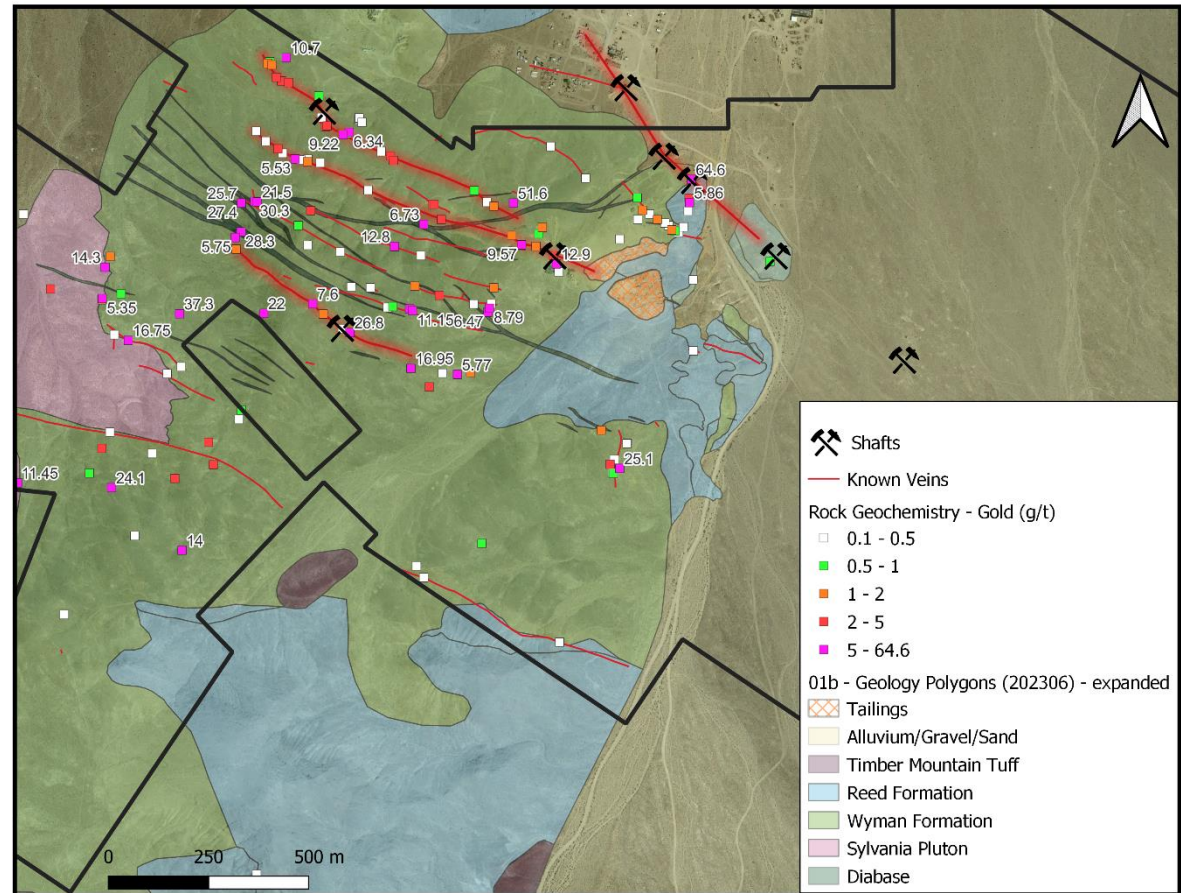 10.7
9.22
6.34
5.53
64.6
5.86
25.7
21.5
51.6
27.4
30.3
6.73
28.3
12.8
5.75
9.57
12.9
14.3
5.35
37.3
22
7.6
11.15
6.47
8.79
16.75
26.8
16.95
5.77
25.1
11.45
24.1
14
Shafts
Known Veins
Rock Geochemistry - Gold (g/t)
0.1 - 0.5
0.5 - 1
1 - 2
2 - 5
5 - 64.6
01b - Geology Polygons (202306) - expanded
Tailings
Alluvium/Gravel/Sand
Timber Mountain Tuff
Reed Formation
Wyman Formation
Sylvania Pluton
Diabase
0 250 500 m